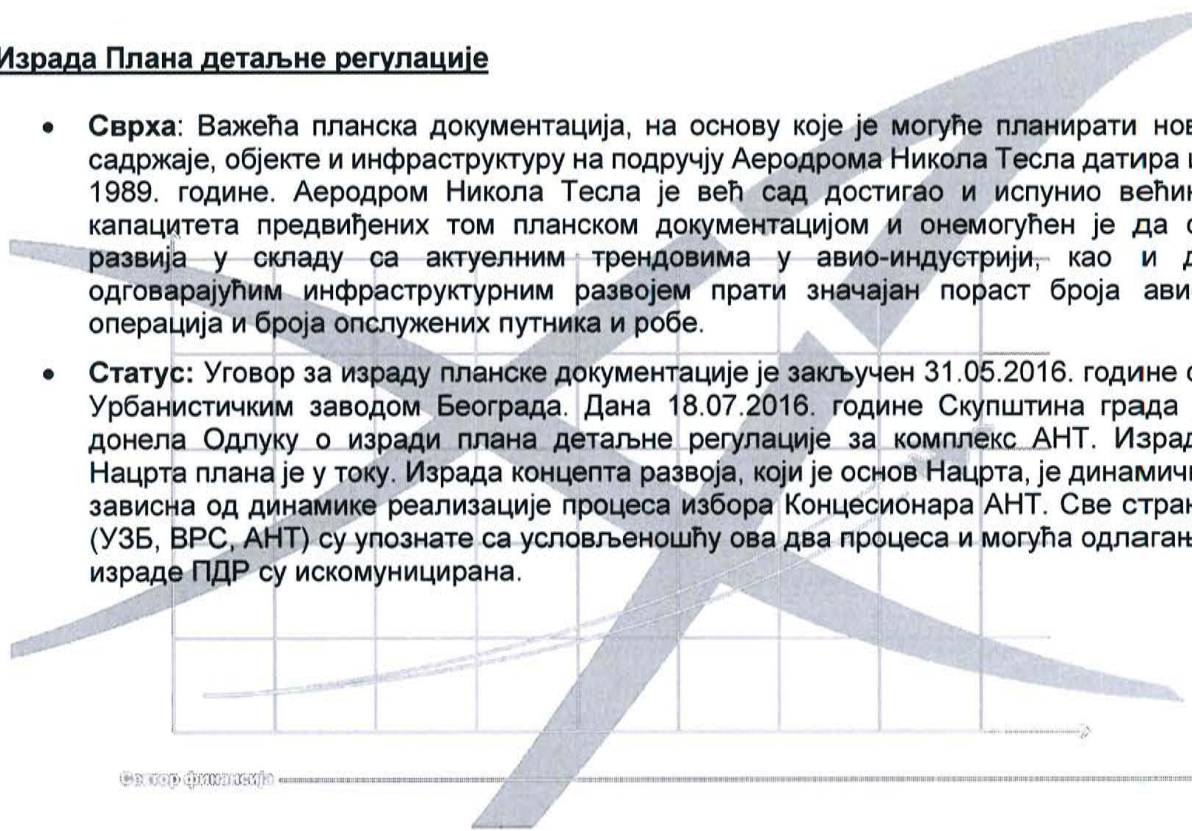 Израда Плана детаљне регулације
• Сврха: Важећа планска документација, на основу које је могуће планирати нов
садржаје, објекте и инфраструктуру на подручју Аеродрома Никола Тесла датира
1989. године. Аеродром Никола Тесла је већ сад достигао и испунио већин
капацитета предвиђених том планском документацијом и онемогућен је да с
развија у складу са актуелним трендовима у авио-индустрији, као и д
одговарајућим инфраструктурним развојем прати значајан пораст броја ави
операција и броја опслужених путника и робе.
• Статус: Уговор за израду планске документације је закључен 31.05.2016. године с
Урбанистичким заводом Београда. Дана 18.07.2016. године Скупштина града
донела Одлуку о изради плана детаљне регулације за комплекс АНТ. Израд
Нацрта плана је у току. Израда концепта развоја, који је основ Нацрта, је динамичк
зависна од динамике реализације процеса избора Концесионара АНТ. Све стран
(УЗБ, ВРС, АНТ) су упознате са условљеношћу ова два процеса и могућа одлагањ
израде ПДР су искомуницирана.
Сектор финансија